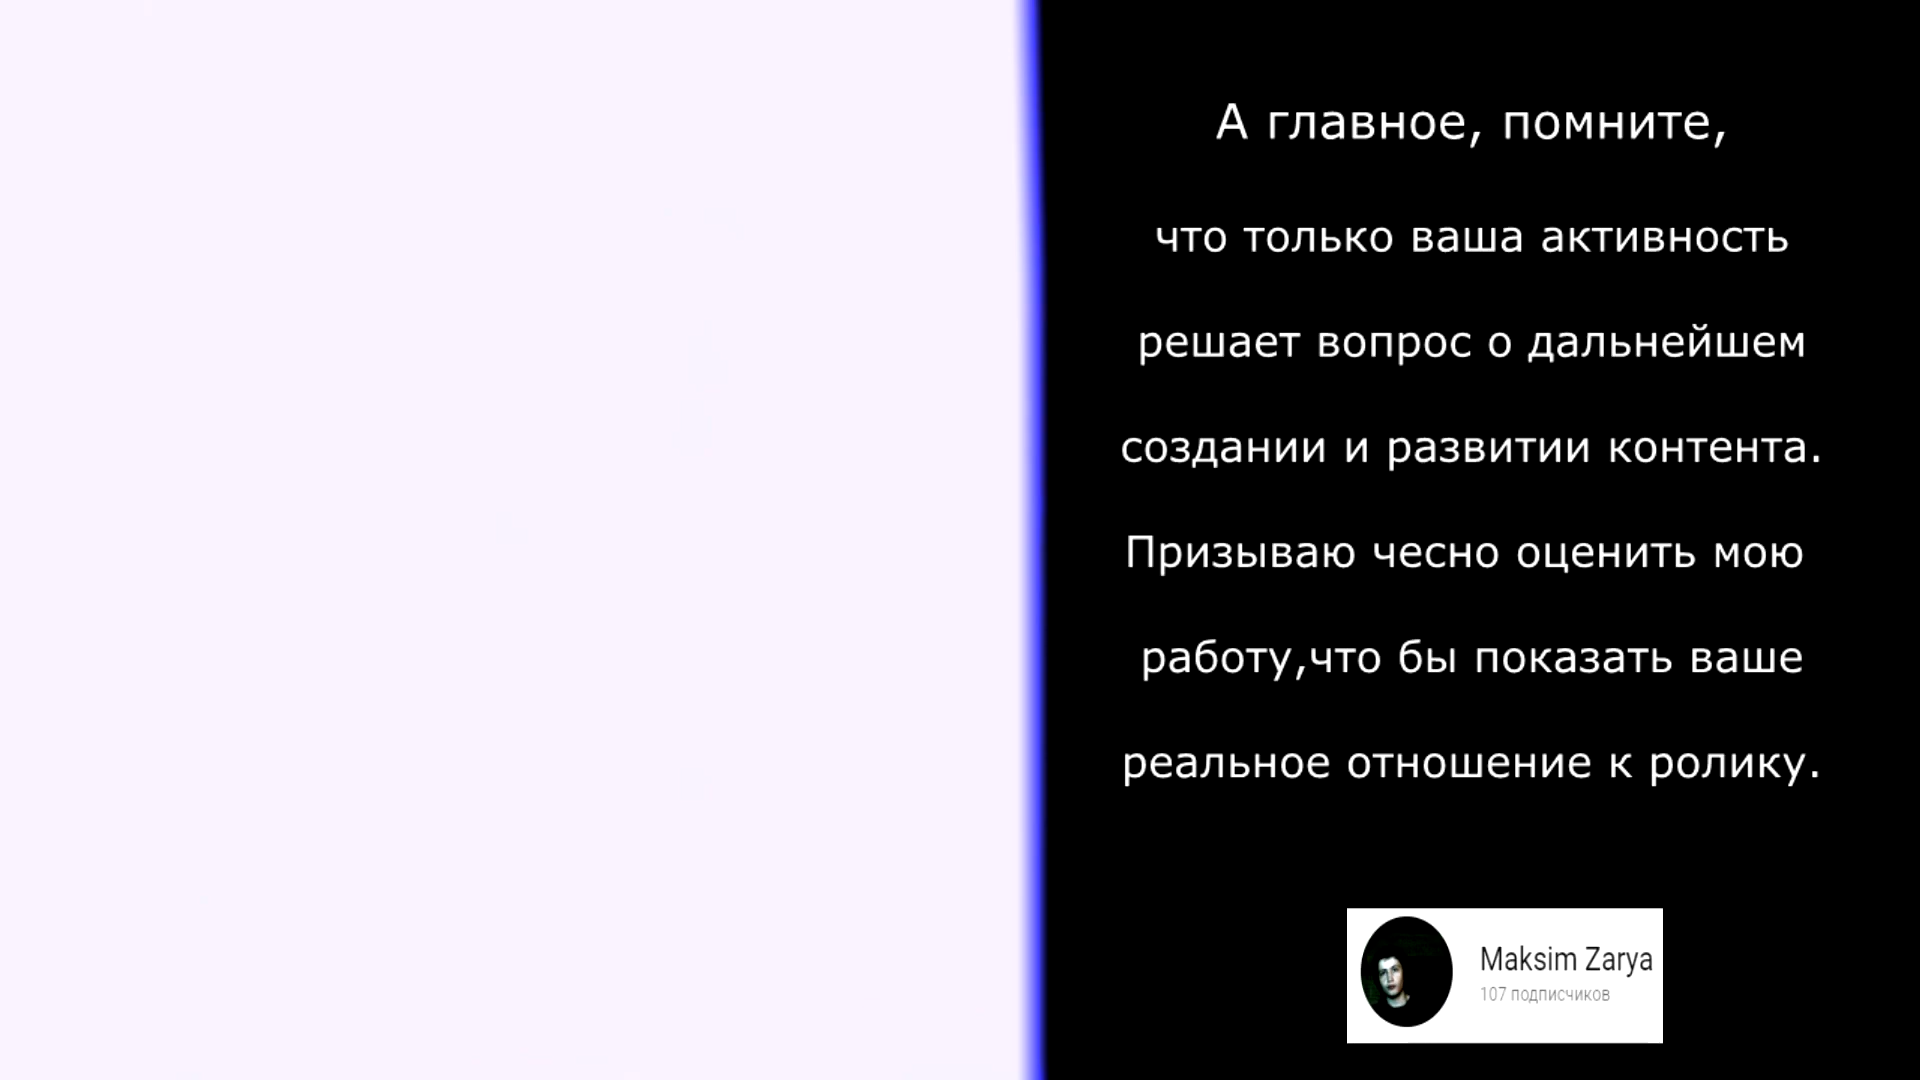 А главное, помните,
что только ваша активность
решает вопрос о дальнейшем
создании и развитии контента.
Призываю чесно оценить мою
работу,что бы показать ваше
реальное отношение к ролику.
Maksim Zarya
107 подписчиков